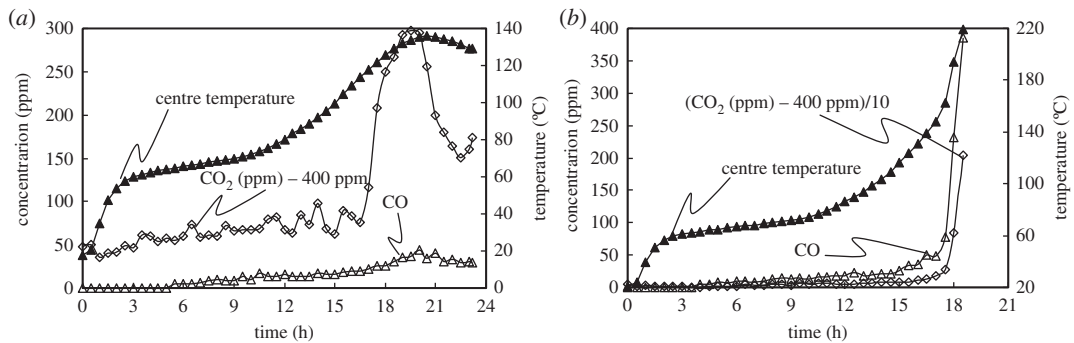 (a)
300
250
200
150
100
50
0
concentration (ppm)
centre temperature
CO₂ (ppm) – 400 ppm
CO
140
120
100
80
60
40
20
0
temperature (°C)
0 3 6 9 12 15 18 21 24
time (h)
(b)
400
350
300
250
200
150
100
50
0
concentrarion (ppm)
(CO₂ (ppm) – 400 ppm)/10
centre temperature
CO
220
180
140
100
60
20
temperature (°C)
0 3 6 9 12 15 18 21
time (h)